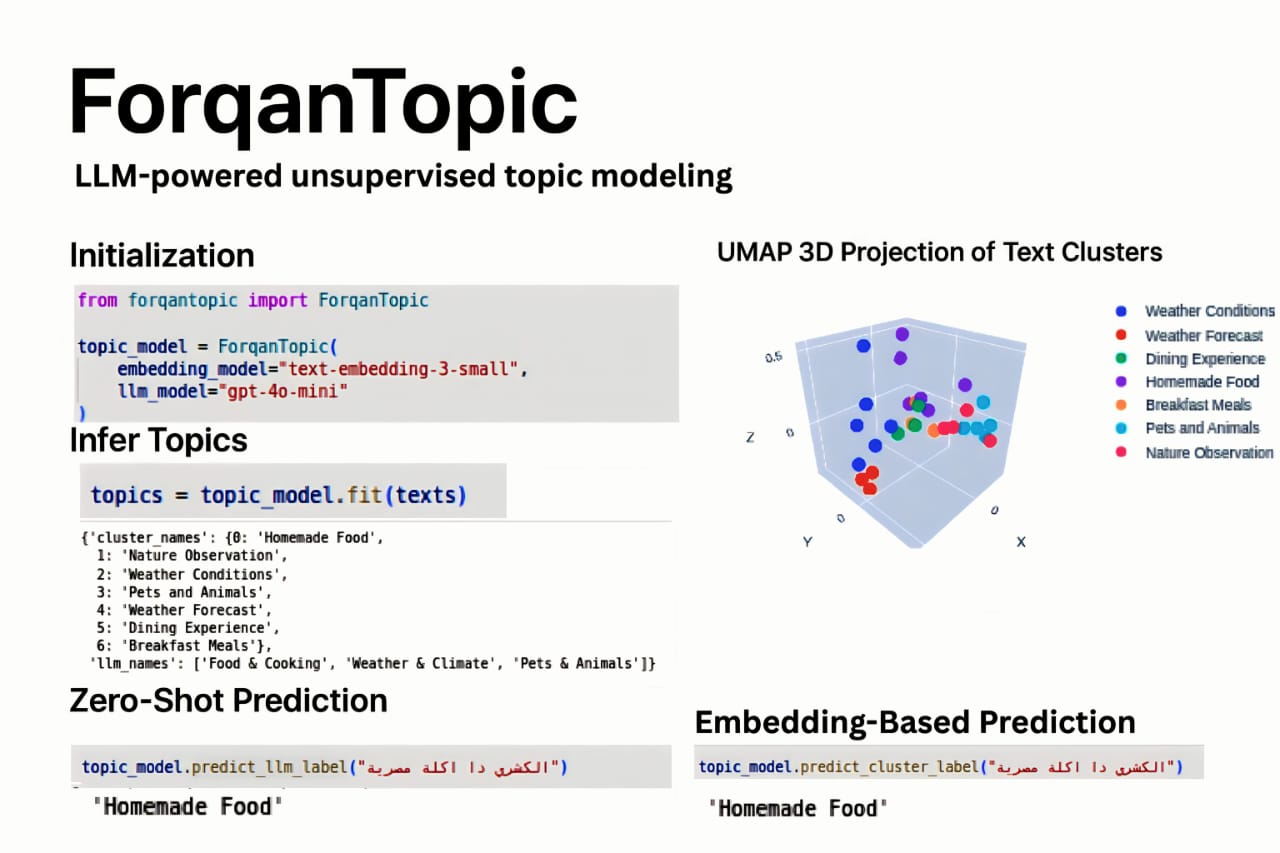 ForqanTopic
LLM-powered unsupervised topic modeling
Initialization
from forqantopic import ForqanTopic
topic_model = ForqanTopic(
embedding_model="text-embedding-3-small",
llm_model="gpt-4o-mini"
)
Infer Topics
topics = topic_model.fit(texts)
{'cluster_names': {0: 'Homemade Food',
1: 'Nature Observation',
2: 'Weather Conditions',
3: 'Pets and Animals',
4: 'Weather Forecast',
5: 'Dining Experience',
6: 'Breakfast Meals'},
'llm_names': ['Food & Cooking', 'Weather & Climate', 'Pets & Animals']}
Zero-Shot Prediction
topic_model.predict_llm_label("الكشري دا اكلة مصرية")
'Homemade Food'
UMAP 3D Projection of Text Clusters
0.5
Z
0
0
Y
0
X
Weather Conditions
Weather Forecast
Dining Experience
Homemade Food
Breakfast Meals
Pets and Animals
Nature Observation
Embedding-Based Prediction
topic_model.predict_cluster_label("الكشري دا اكلة مصرية")
'Homemade Food'